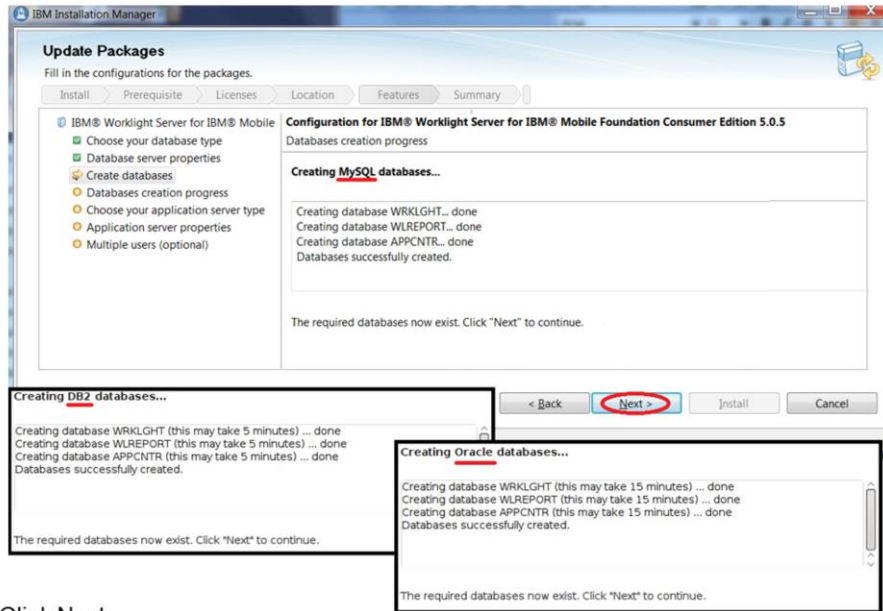 IBM Installation Manager
Update Packages
Fill in the configurations for the packages.
Install Prerequisite Licenses Location Features Summary
IBM® Worklight Server for IBM® Mobile
Choose your database type
Database server properties
Create databases
Databases creation progress
Choose your application server type
Application server properties
Multiple users (optional)
Configuration for IBM® Worklight Server for IBM® Mobile Foundation Consumer Edition 5.0.5
Databases creation progress
Creating MySQL databases...
Creating database WRKLGHT... done
Creating database WLREPORT... done
Creating database APPCNTR... done
Databases successfully created.
The required databases now exist. Click "Next" to continue.
< Back Next > Install Cancel
Creating DB2 databases...
Creating database WRKLGHT (this may take 5 minutes) ... done
Creating database WLREPORT (this may take 5 minutes) ... done
Creating database APPCNTR (this may take 5 minutes) ... done
Databases successfully created.
The required databases now exist. Click "Next" to continue.
Creating Oracle databases...
Creating database WRKLGHT (this may take 15 minutes) ... done
Creating database WLREPORT (this may take 15 minutes) ... done
Creating database APPCNTR (this may take 15 minutes) ... done
Databases successfully created.
The required databases now exist. Click "Next" to continue.